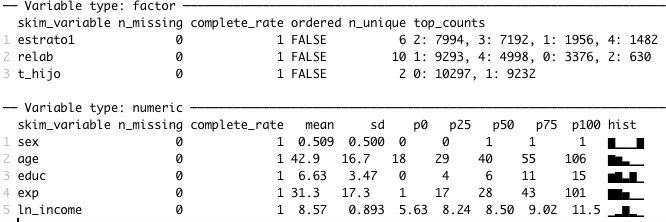 ── Variable type: factor ──────────────────────────────
skim_variable n_missing complete_rate ordered n_unique top_counts
1 estrato1 0 1 FALSE 6 2: 7994, 3: 7192, 1: 1956, 4: 1482
2 relab 0 1 FALSE 10 1: 9293, 4: 4998, 0: 3376, 2: 630
3 t_hijo 0 1 FALSE 2 0: 10297, 1: 9232
── Variable type: numeric ──────────────────────────────
skim_variable n_missing complete_rate mean sd p0 p25 p50 p75 p100 hist
1 sex 0 1 0.509 0.500 0 0 1 1 1 ▇▁▁▁▇
2 age 0 1 42.9 16.7 18 29 40 55 106 ▇▆▃▁▁
3 educ 0 1 6.63 3.47 0 4 6 11 15 ▅▇▃▇▂
4 exp 0 1 31.3 17.3 1 17 28 43 101 ▇▇▃▁▁
5 ln_income 0 1 8.57 0.893 5.63 8.24 8.50 9.02 11.5 ▁▂▇▂▁